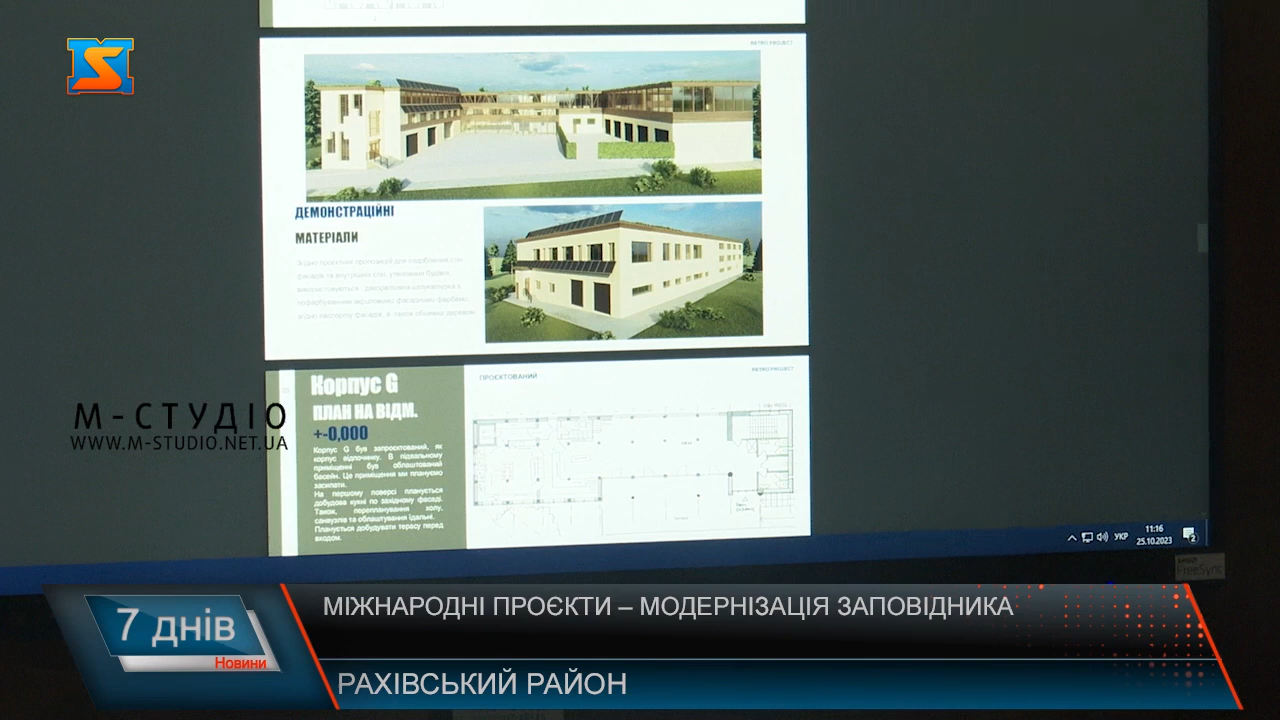 RETRO PROJECT
ДЕМОНСТРАЦІЙНІ
МАТЕРІАЛИ
Корпус G
ПЛАН НА ВІДМ.
+-0,000
Корпус G був запроєктований, як
корпус відпочинку. В підвальному
приміщенні був облаштований
басейн. Це приміщення ми плануємо
засипати.
На першому поверсі планується
добудова кухні по західному фасаді.
Також, перепланування холу,
санвузлів та облаштування їдальні.
Планується добудувати терасу перед
входом.
ПРОЄКТОВАНИЙ
RETRO PROJECT
М-СТУДІО
WWW.M-STUDIO.NET.UA
УКР
11:16
25.10.2023
2
FreeSync
7 днів
Новини
МІЖНАРОДНІ ПРОЄКТИ – МОДЕРНІЗАЦІЯ ЗАПОВІДНИКА
РАХІВСЬКИЙ РАЙОН